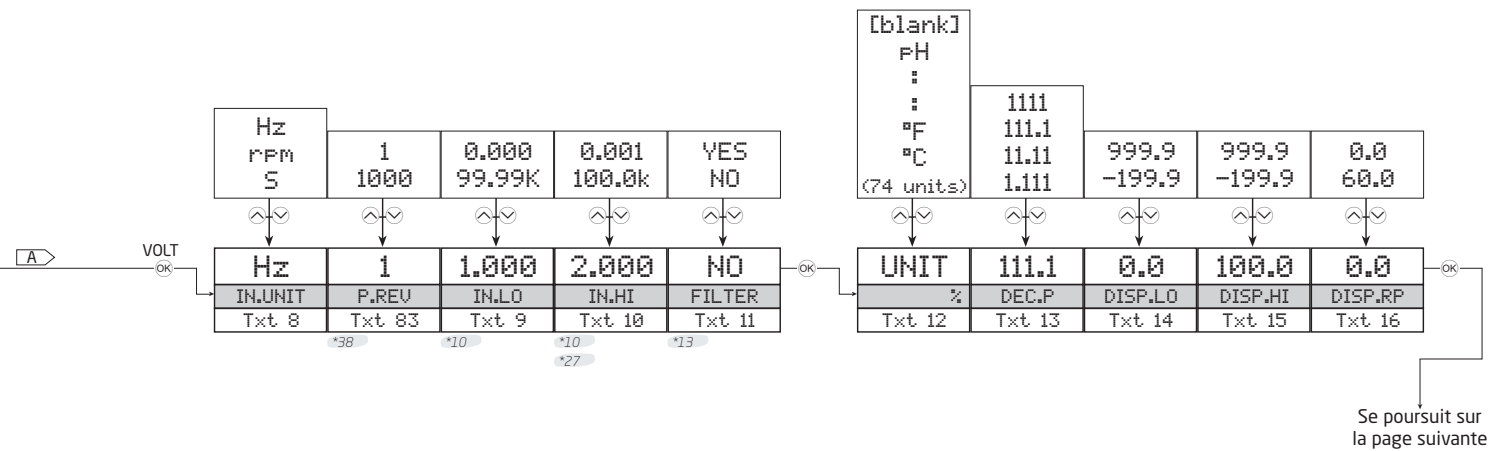 [blank]
pH
:
:
°F
°C
(74 units)
1111
111.1
11.11
1.111
999.9
-199.9
999.9
-199.9
0.0
60.0
Hz
rpm
S
1
1000
0.000
99.99K
0.001
100.0k
YES
NO
A
VOLT
OK
Hz 1 1.000 2.000 NO
IN.UNIT P.REV IN.LO IN.HI FILTER
Txt 8 Txt 83 Txt 9 Txt 10 Txt 11
*38 *10 *10 *13
*27
OK
UNIT 111.1 0.0 100.0 0.0
% DEC.P DISP.LO DISP.HI DISP.RP
Txt 12 Txt 13 Txt 14 Txt 15 Txt 16
OK
Se poursuit sur
la page suivante